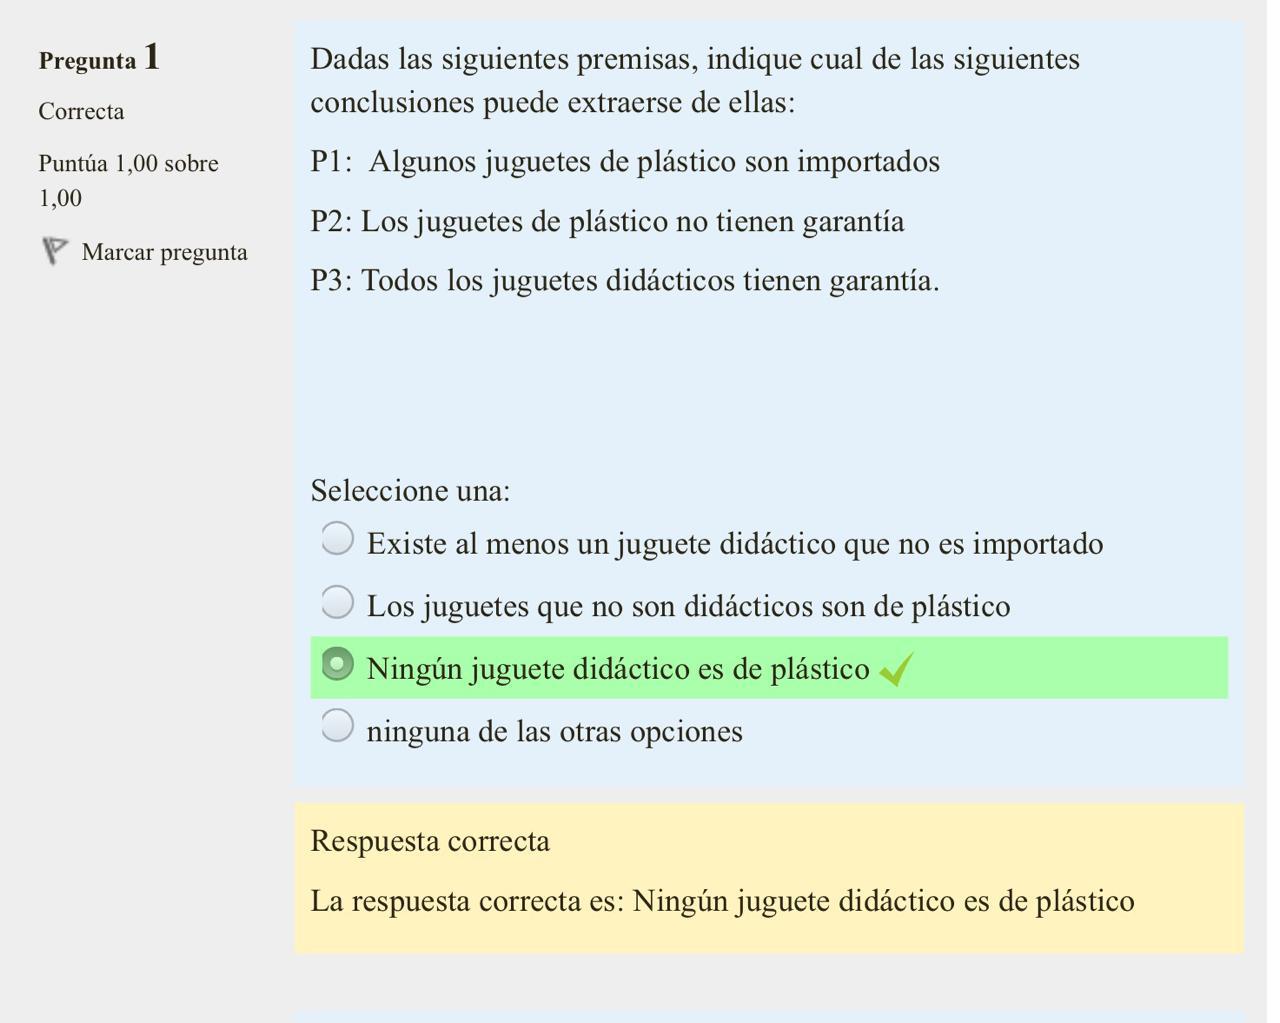 Pregunta 1
Correcta
Puntúa 1,00 sobre
1,00
Marcar pregunta
Dadas las siguientes premisas, indique cual de las siguientes
conclusiones puede extraerse de ellas:
P1:  Algunos juguetes de plástico son importados
P2: Los juguetes de plástico no tienen garantía
P3: Todos los juguetes didácticos tienen garantía.
Seleccione una:
Existe al menos un juguete didáctico que no es importado
Los juguetes que no son didácticos son de plástico
Ningún juguete didáctico es de plástico
ninguna de las otras opciones
Respuesta correcta
La respuesta correcta es: Ningún juguete didáctico es de plástico